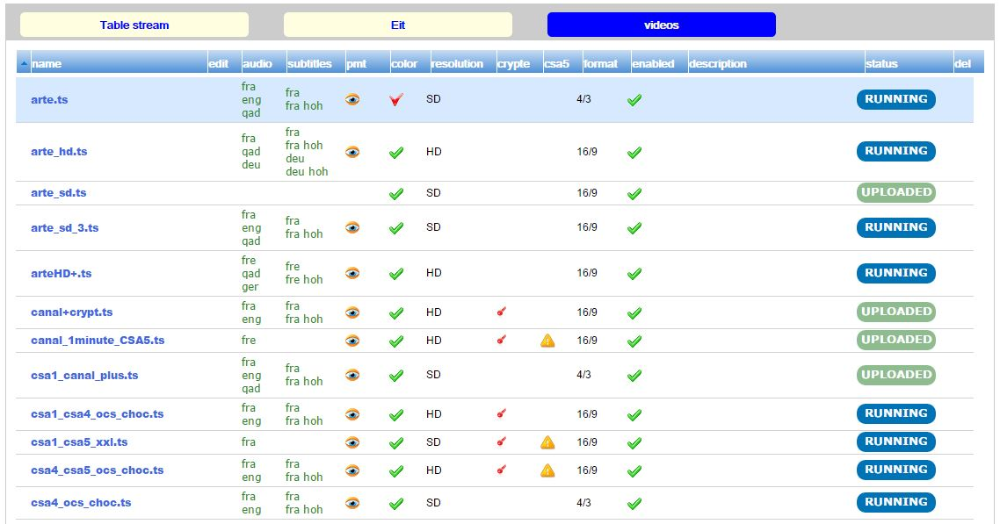 Table stream Eit videos
name edit audio subtitles pmt color resolution crypte csa5 format enabled description status del
arte.ts fra eng qad fra fra hoh SD 4/3 RUNNING
arte_hd.ts fra qad deu fra fra hoh deu deu hoh HD 16/9 RUNNING
arte_sd.ts SD 16/9 UPLOADED
arte_sd_3.ts fra eng qad fra fra hoh SD 16/9 RUNNING
arteHD+.ts fre qad ger fre fre hoh HD 16/9 RUNNING
canal+crypt.ts fra eng fra fra hoh HD 16/9 UPLOADED
canal_1minute_CSA5.ts fre HD 16/9 UPLOADED
csa1_canal_plus.ts fra eng qad fra fra hoh SD 4/3 UPLOADED
csa1_csa4_ocs_choc.ts fra eng fra fra hoh HD 16/9 RUNNING
csa1_csa5_xxl.ts fra SD 16/9 RUNNING
csa4_csa5_ocs_choc.ts fra eng fra fra hoh HD 16/9 RUNNING
csa4_ocs_choc.ts fra eng fra fra hoh SD 4/3 RUNNING